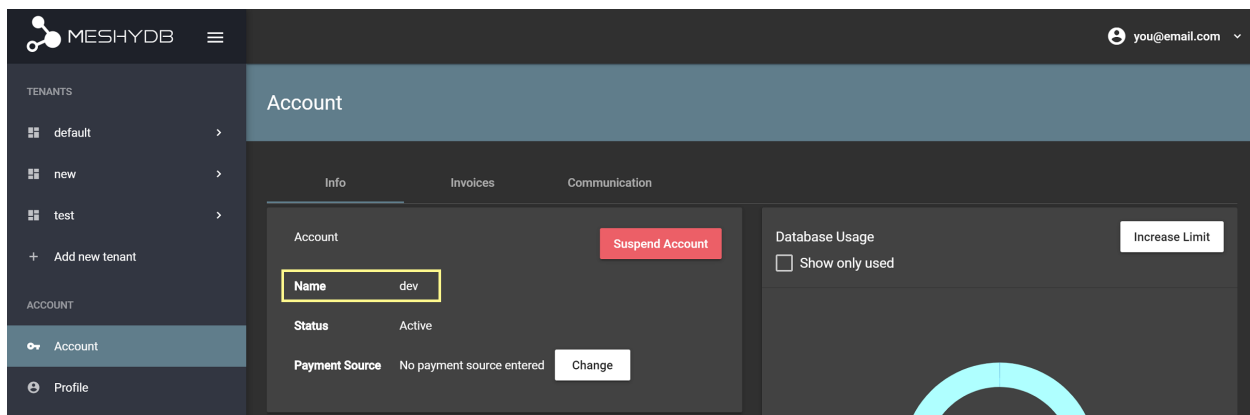 MESHYDB
you@email.com
TENANTS
default
new
test
+ Add new tenant
ACCOUNT
Account
Profile
Account
Info Invoices Communication
Account
Suspend Account
Name dev
Status Active
Payment Source No payment source entered Change
Database Usage
Increase Limit
Show only used